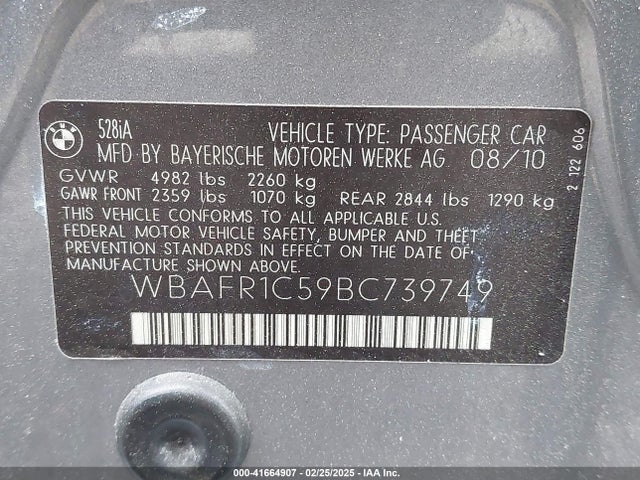 BMW
528iA
VEHICLE TYPE: PASSENGER CAR
MFD BY BAYERISCHE MOTOREN WERKE AG 08/10
GVWR 4982 lbs 2260 kg
GAWR FRONT 2359 lbs 1070 kg REAR 2844 lbs 1290 kg
THIS VEHICLE CONFORMS TO ALL APPLICABLE U.S.
FEDERAL MOTOR VEHICLE SAFETY, BUMPER AND THEFT
PREVENTION STANDARDS IN EFFECT ON THE DATE OF
MANUFACTURE SHOWN ABOVE.
WBAFR1C59BC739749
2 122 606
000-41664907 / 02/25/2025 - IAA Inc.